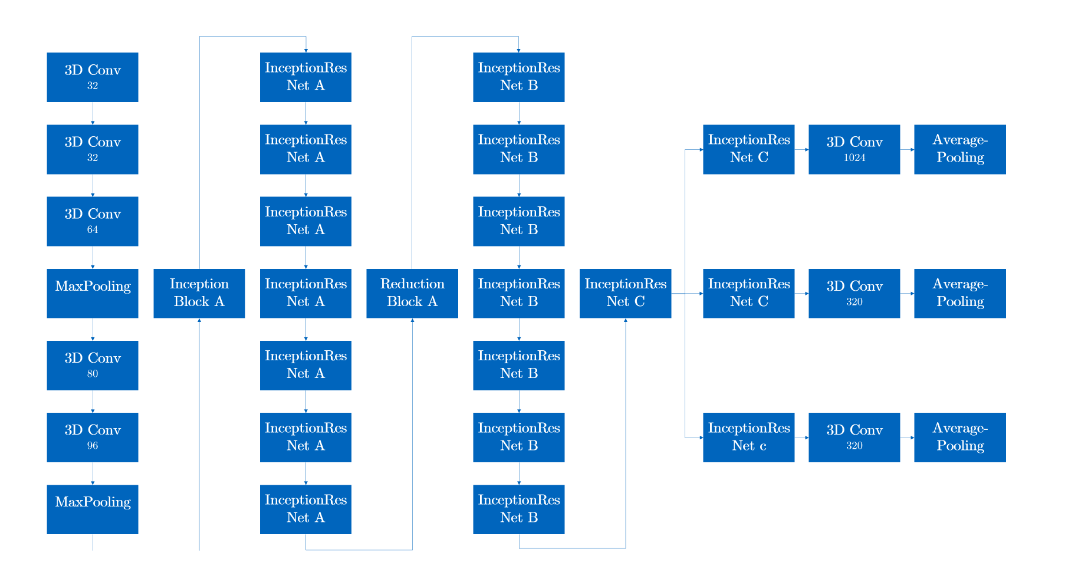 3D Conv
32
3D Conv
32
3D Conv
64
MaxPooling
3D Conv
80
3D Conv
96
MaxPooling
Inception
Block A
InceptionRes
Net A
InceptionRes
Net A
InceptionRes
Net A
InceptionRes
Net A
InceptionRes
Net A
InceptionRes
Net A
InceptionRes
Net A
Reduction
Block A
InceptionRes
Net B
InceptionRes
Net B
InceptionRes
Net B
InceptionRes
Net B
InceptionRes
Net B
InceptionRes
Net B
InceptionRes
Net B
InceptionRes
Net C
InceptionRes
Net C
3D Conv
1024
Average-
Pooling
InceptionRes
Net C
3D Conv
320
Average-
Pooling
InceptionRes
Net c
3D Conv
320
Average-
Pooling